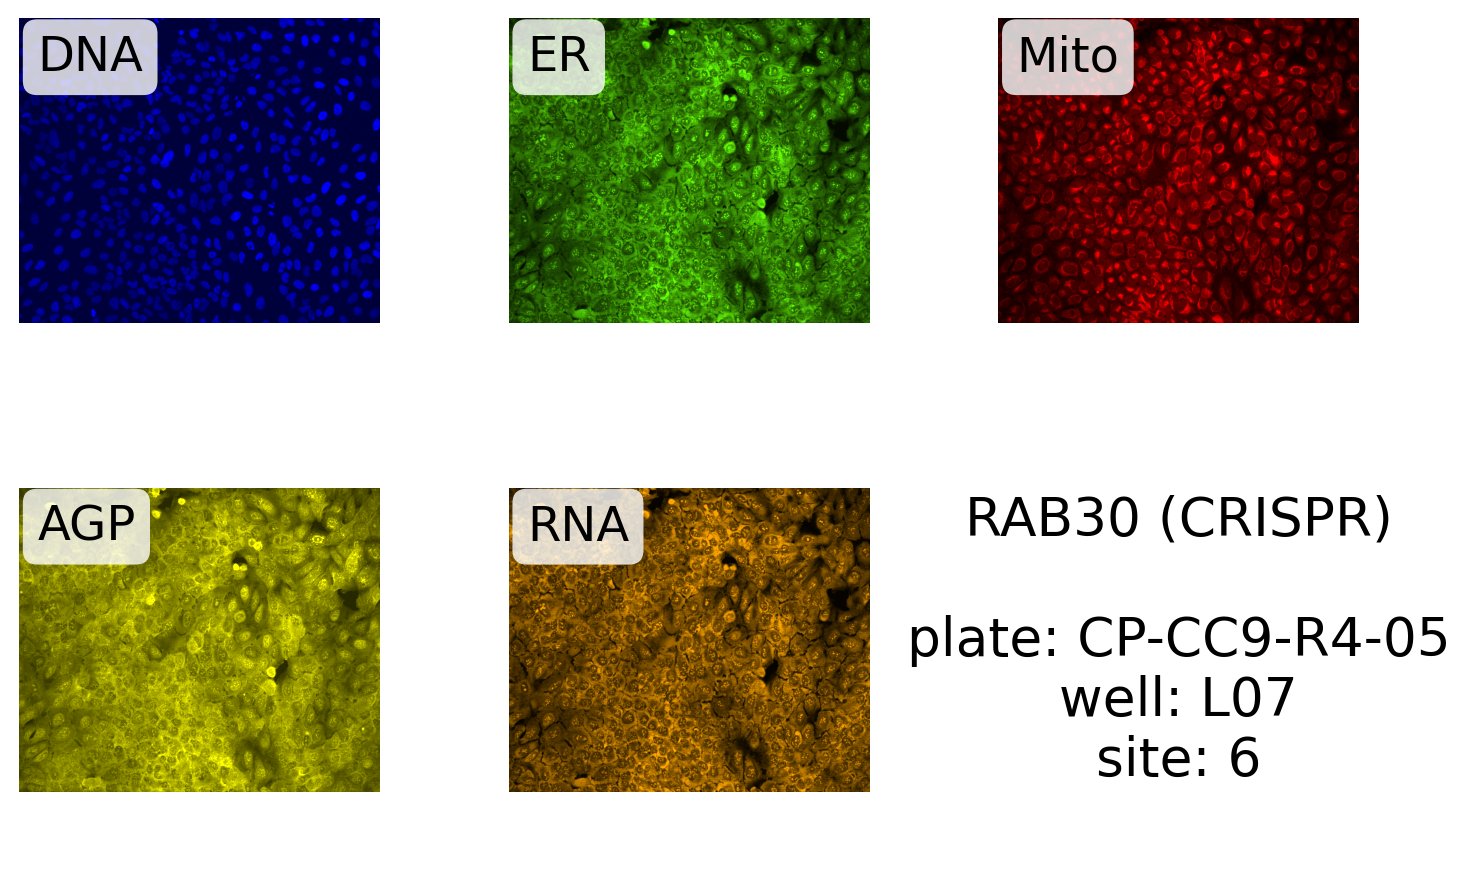 DNA
ER
Mito
AGP
RNA
RAB30 (CRISPR)
plate: CP-CC9-R4-05
well: L07
site: 6